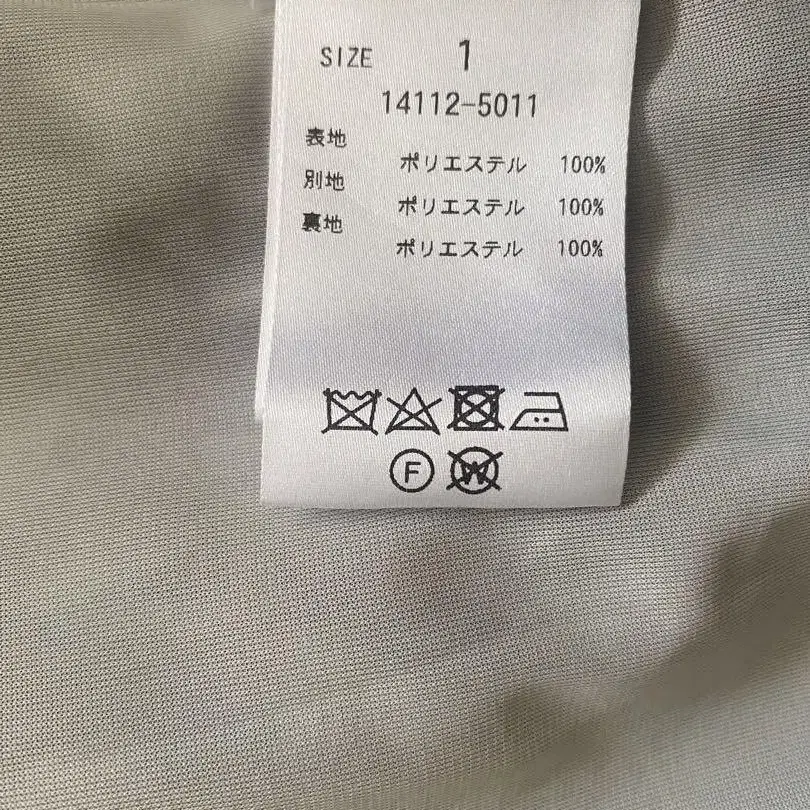 SIZE 1
14112-5011
表地 ポリエステル 100%
別地 ポリエステル 100%
裏地 ポリエステル 100%
F W